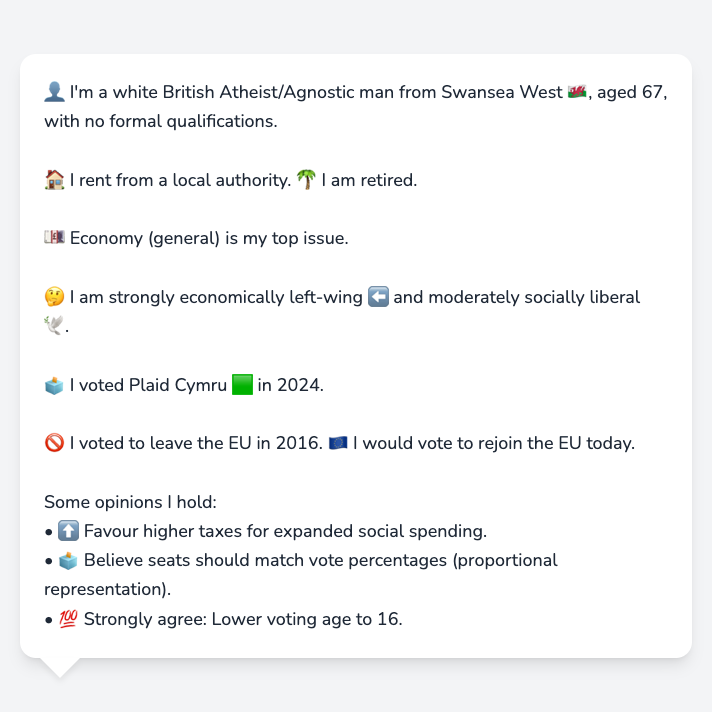 👤 I'm a white British Atheist/Agnostic man from Swansea West 🏴󠁧󠁢󠁷󠁬󠁳󠁿, aged 67,
with no formal qualifications.
🏠 I rent from a local authority. 🌴 I am retired.
💷 Economy (general) is my top issue.
🤔 I am strongly economically left-wing ⬅️ and moderately socially liberal
🕊️.
🗳️ I voted Plaid Cymru 🟩 in 2024.
🚫 I voted to leave the EU in 2016. 🇪🇺 I would vote to rejoin the EU today.
Some opinions I hold:
• ⬆️ Favour higher taxes for expanded social spending.
• 🗳️ Believe seats should match vote percentages (proportional
representation).
• 💯 Strongly agree: Lower voting age to 16.